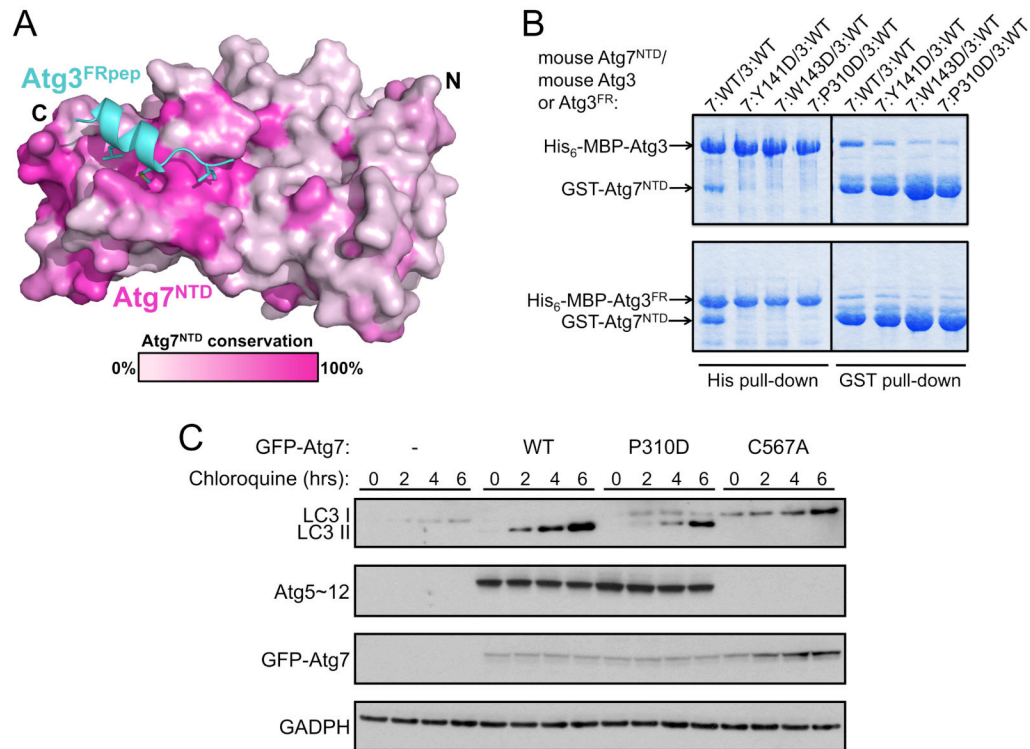 A
Atg3FRpep
C
N
Atg7NTD
Atg7NTD conservation
0% 100%
B
mouse Atg7NTD/
mouse Atg3
or Atg3FR:
7:WT/3:WT
7:Y141D/3:WT
7:W143D/3:WT
7:P310D/3:WT
7:WT/3:WT
7:Y141D/3:WT
7:W143D/3:WT
7:P310D/3:WT
His6-MBP-Atg3
GST-Atg7NTD
His6-MBP-Atg3FR
GST-Atg7NTD
His pull-down GST pull-down
C
GFP-Atg7: - WT P310D C567A
Chloroquine (hrs): 0 2 4 6 0 2 4 6 0 2 4 6 0 2 4 6
LC3 I
LC3 II
Atg5~12
GFP-Atg7
GADPH